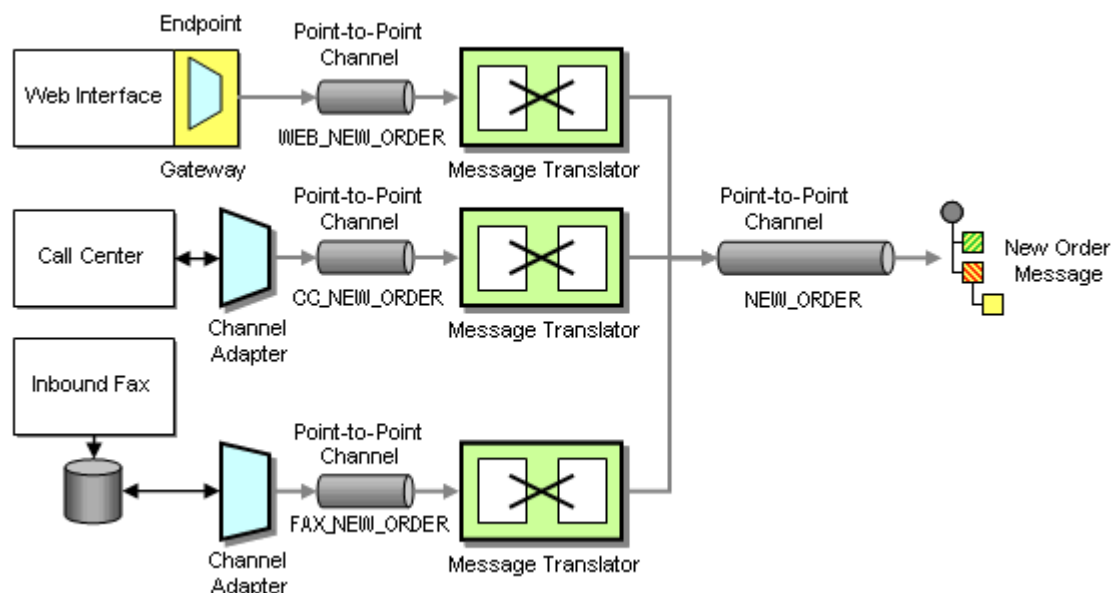 Endpoint
Web Interface
Gateway
Point-to-Point
Channel
WEB_NEW_ORDER
Message Translator
Call Center
Channel
Adapter
Point-to-Point
Channel
CC_NEW_ORDER
Message Translator
Point-to-Point
Channel
NEW_ORDER
New Order
Message
Inbound Fax
Channel
Adapter
Point-to-Point
Channel
FAX_NEW_ORDER
Message Translator